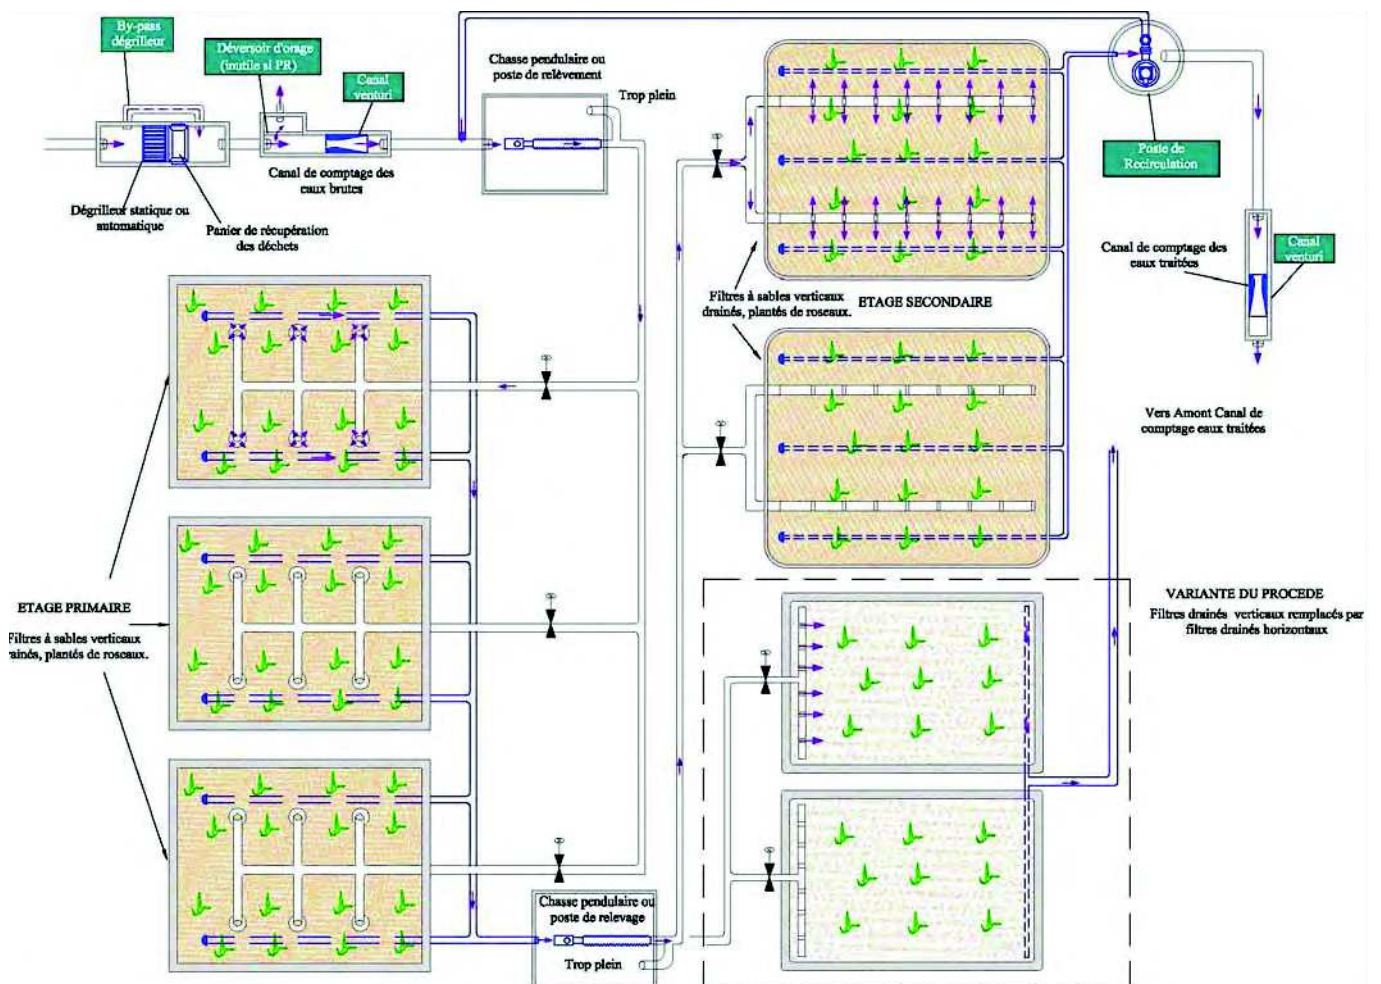 By-pass
dégrilleur
Déversoir d'orage
(inutile si PR)
Canal
venturi
Chasse pendulaire ou
poste de relèvement
Trop plein
Canal de comptage des
eaux brutes
Dégrilleur statique ou
automatique
Panier de récupération
des déchets
Poste de
Recirculation
Canal de comptage des
eaux traitées
Canal
venturi
Filtres à sables verticaux
drainés, plantés de roseaux.
ETAGE SECONDAIRE
Vers Amont Canal de
comptage eaux traitées
ETAGE PRIMAIRE
Filtres à sables verticaux
rainés, plantés de roseaux.
VARIANTE DU PROCEDE
Filtres drainés verticaux remplacés par
filtres drainés horizontaux
Chasse pendulaire ou
poste de relevage
Trop plein